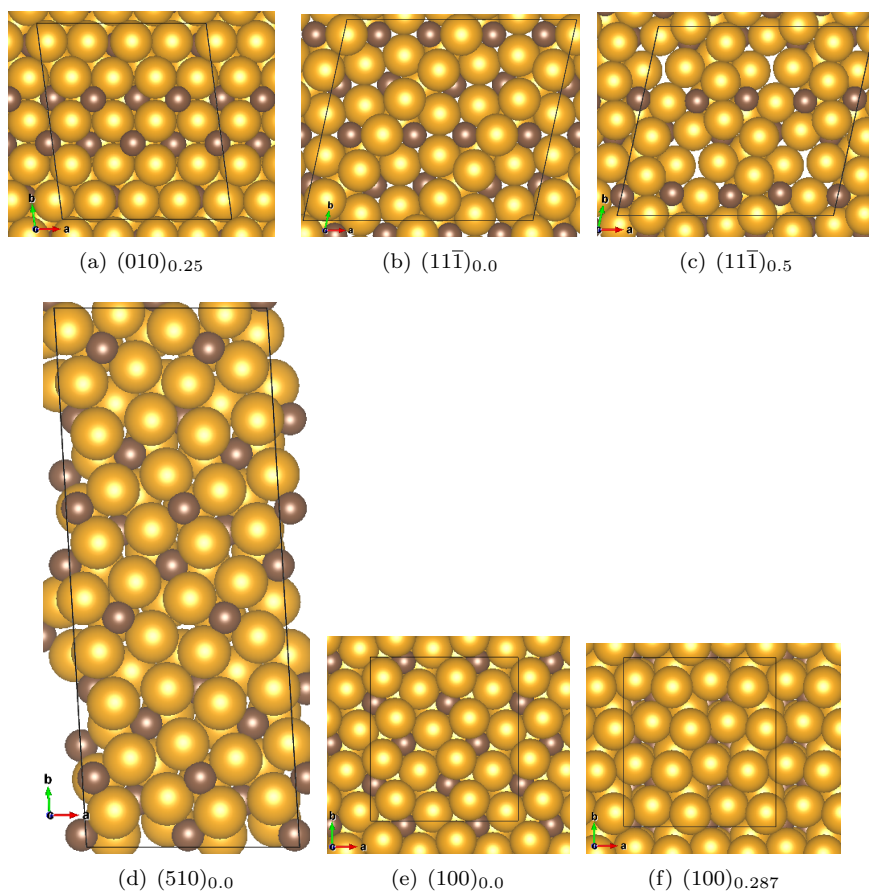 b
a
b
a
b
a
(a) (010)₀.₂₅
(b) (111̅)₀.₀
(c) (111̅)₀.₅
b
a
b
a
b
a
(d) (510)₀.₀
(e) (100)₀.₀
(f) (100)₀.₂₈₇